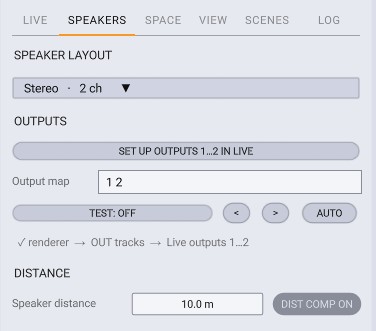 LIVE SPEAKERS SPACE VIEW SCENES LOG
SPEAKER LAYOUT
Stereo · 2 ch ▼
OUTPUTS
SET UP OUTPUTS 1…2 IN LIVE
Output map 1 2
TEST: OFF < > AUTO
✓ renderer → OUT tracks → Live outputs 1…2
DISTANCE
Speaker distance 10.0 m DIST COMP ON